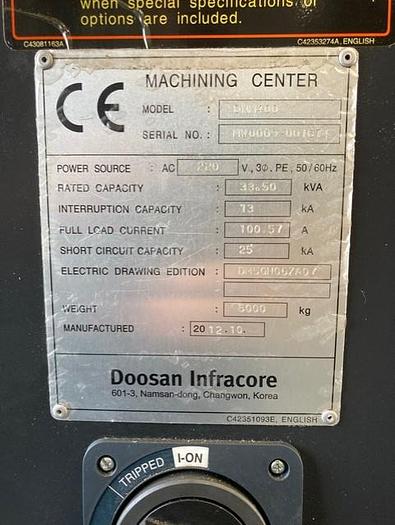 when special specifications or
options are included.
C43081163A
C42353274A, ENGLISH
CE MACHINING CENTER
MODEL :
SERIAL NO. :
POWER SOURCE : AC 220 V., 3Ф, PE, 50/60Hz
RATED CAPACITY : 33.50 kVA
INTERRUPTION CAPACITY : 13 kA
FULL LOAD CURRENT : 100.57 A
SHORT CIRCUIT CAPACITY : 25 kA
ELECTRIC DRAWING EDITION :
WEIGHT : kg
MANUFACTURED : 2012.10.
Doosan Infracore
601-3, Namsan-dong, Changwon, Korea
C42351093E, ENGLISH
TRIPPED I-ON